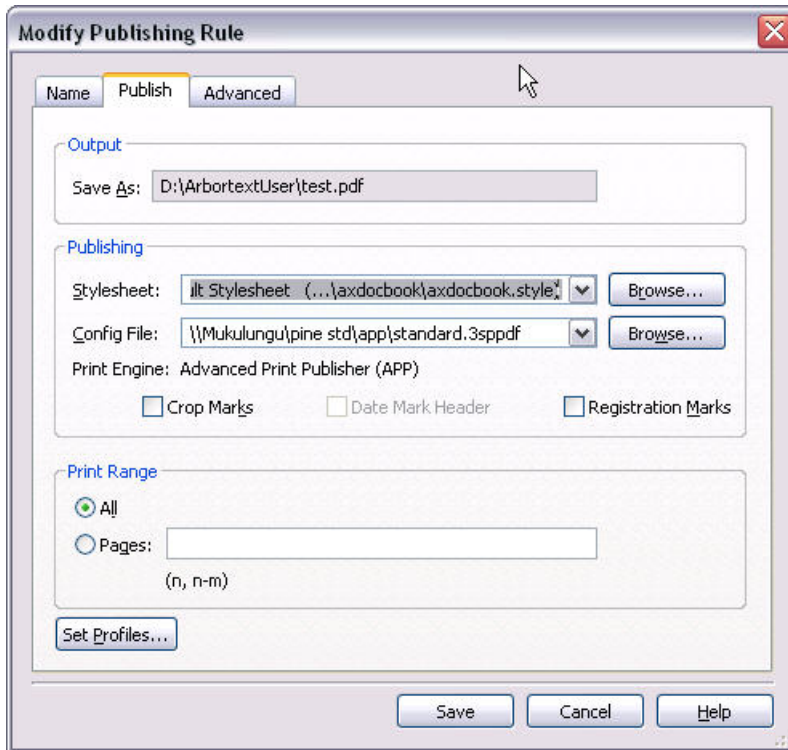 Modify Publishing Rule
Name Publish Advanced
Output
Save As: D:\ArbortextUser\test.pdf
Publishing
Stylesheet: ult Stylesheet (...\axdocbook\axdocbook.style) Browse...
Config File: \\Mukulungu\pine std\app\standard.3sppdf Browse...
Print Engine: Advanced Print Publisher (APP)
Crop Marks Date Mark Header Registration Marks
Print Range
All
Pages:
(n, n-m)
Set Profiles...
Save Cancel Help